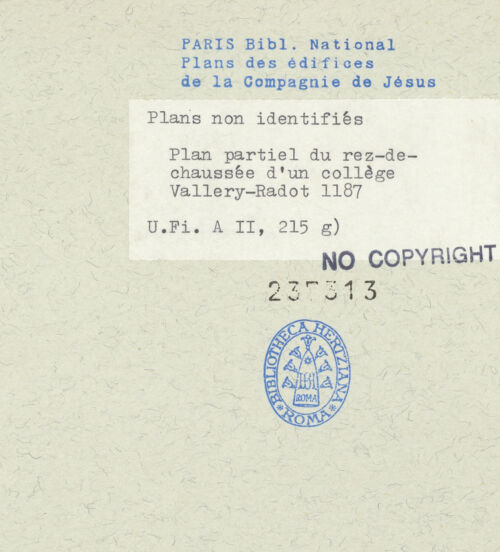 PARIS Bibl. National
Plans des édifices
de la Compagnie de Jésus
Plans non identifiés
Plan partiel du rez-de-
chaussée d'un collège
Vallery-Radot 1187
U.Fi. A II, 215 g)
NO COPYRIGHT
BIBLIOTHECA HERTZIANA
ROMA
ROMA